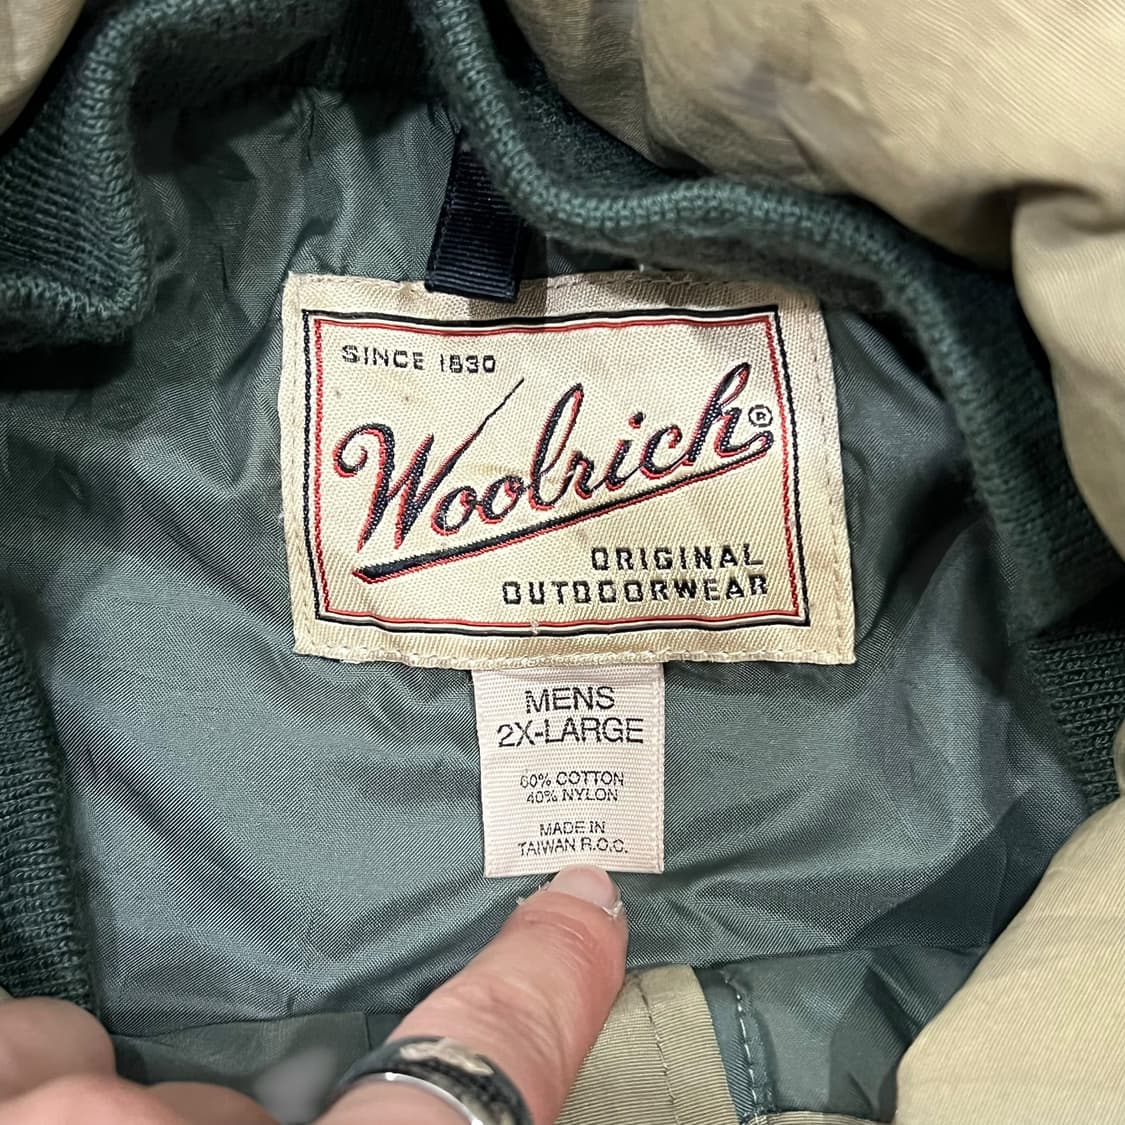 SINCE 1830
Woolrich®
ORIGINAL
OUTDOORWEAR
MENS
2X-LARGE
60% COTTON
40% NYLON
MADE IN
TAIWAN R.O.C.